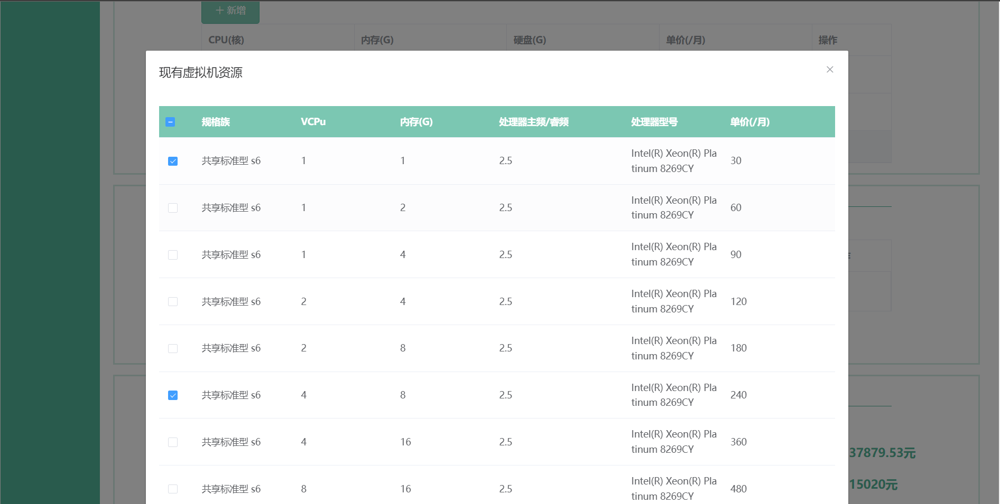 + 新增
CPU(核) 内存(G) 硬盘(G) 单价(/月) 操作
现有虚拟机资源
规格族 VCPu 内存(G) 处理器主频/睿频 处理器型号 单价(/月)
共享标准型 s6 1 1 2.5 Intel(R) Xeon(R) Pla 30
tinum 8269CY
共享标准型 s6 1 2 2.5 Intel(R) Xeon(R) Pla 60
tinum 8269CY
共享标准型 s6 1 4 2.5 Intel(R) Xeon(R) Pla 90
tinum 8269CY
共享标准型 s6 2 4 2.5 Intel(R) Xeon(R) Pla 120
tinum 8269CY
共享标准型 s6 2 8 2.5 Intel(R) Xeon(R) Pla 180
tinum 8269CY
共享标准型 s6 4 8 2.5 Intel(R) Xeon(R) Pla 240
tinum 8269CY
共享标准型 s6 4 16 2.5 Intel(R) Xeon(R) Pla 360
tinum 8269CY
共享标准型 s6 8 16 2.5 Intel(R) Xeon(R) Pla 480
tinum 8269CY
37879.53元
15020元